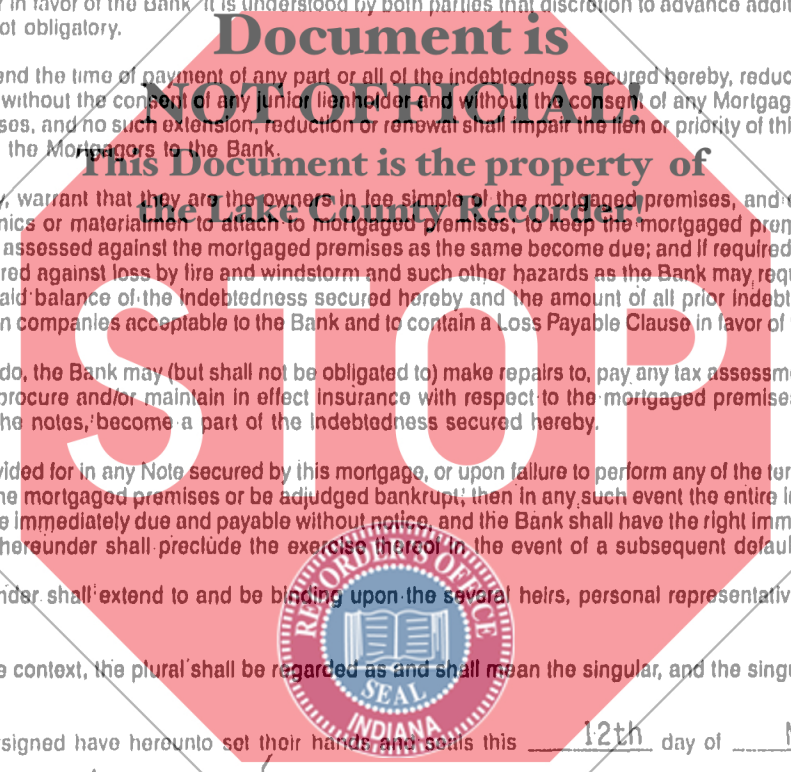 r in favor of the Bank. It is understood by both parties that discretion to advance addit
ot obligatory.
Document is
end the time of payment of any part or all of the indebtedness secured hereby, reduc
NOT OFFICIAL!
without the consent of any junior lienholder and without the consent of any Mortgag
ses, and no such extension, reduction or renewal shall impair the lien or priority of thi
the Mortgagors to the Bank.
This Document is the property of
the Lake County Recorder!
y, warrant that they are the owners in fee simple of the mortgaged premises, and
nics or materialmen to attach to mortgaged premises; to keep the mortgaged prem
assessed against the mortgaged premises as the same become due; and if required
red against loss by fire and windstorm and such other hazards as the Bank may requ
aid balance of the indebtedness secured hereby and the amount of all prior indebt
n companies acceptable to the Bank and to contain a Loss Payable Clause in favor of
STOP
do, the Bank may (but shall not be obligated to) make repairs to, pay any tax assessm
procure and/or maintain in effect insurance with respect to the mortgaged premises
he notes, become a part of the indebtedness secured hereby.
vided for in any Note secured by this mortgage, or upon failure to perform any of the ter
he mortgaged premises or be adjudged bankrupt, then in any such event the entire i
e immediately due and payable without notice, and the Bank shall have the right imm
hereunder shall preclude the exercise thereof in the event of a subsequent defaul
nder shall extend to and be binding upon the several heirs, personal representativ
e context, the plural shall be regarded as and shall mean the singular, and the singu
RECORDER'S OFFICE
SEAL
INDIANA
signed have hereunto set their hands and seals this 12th day of